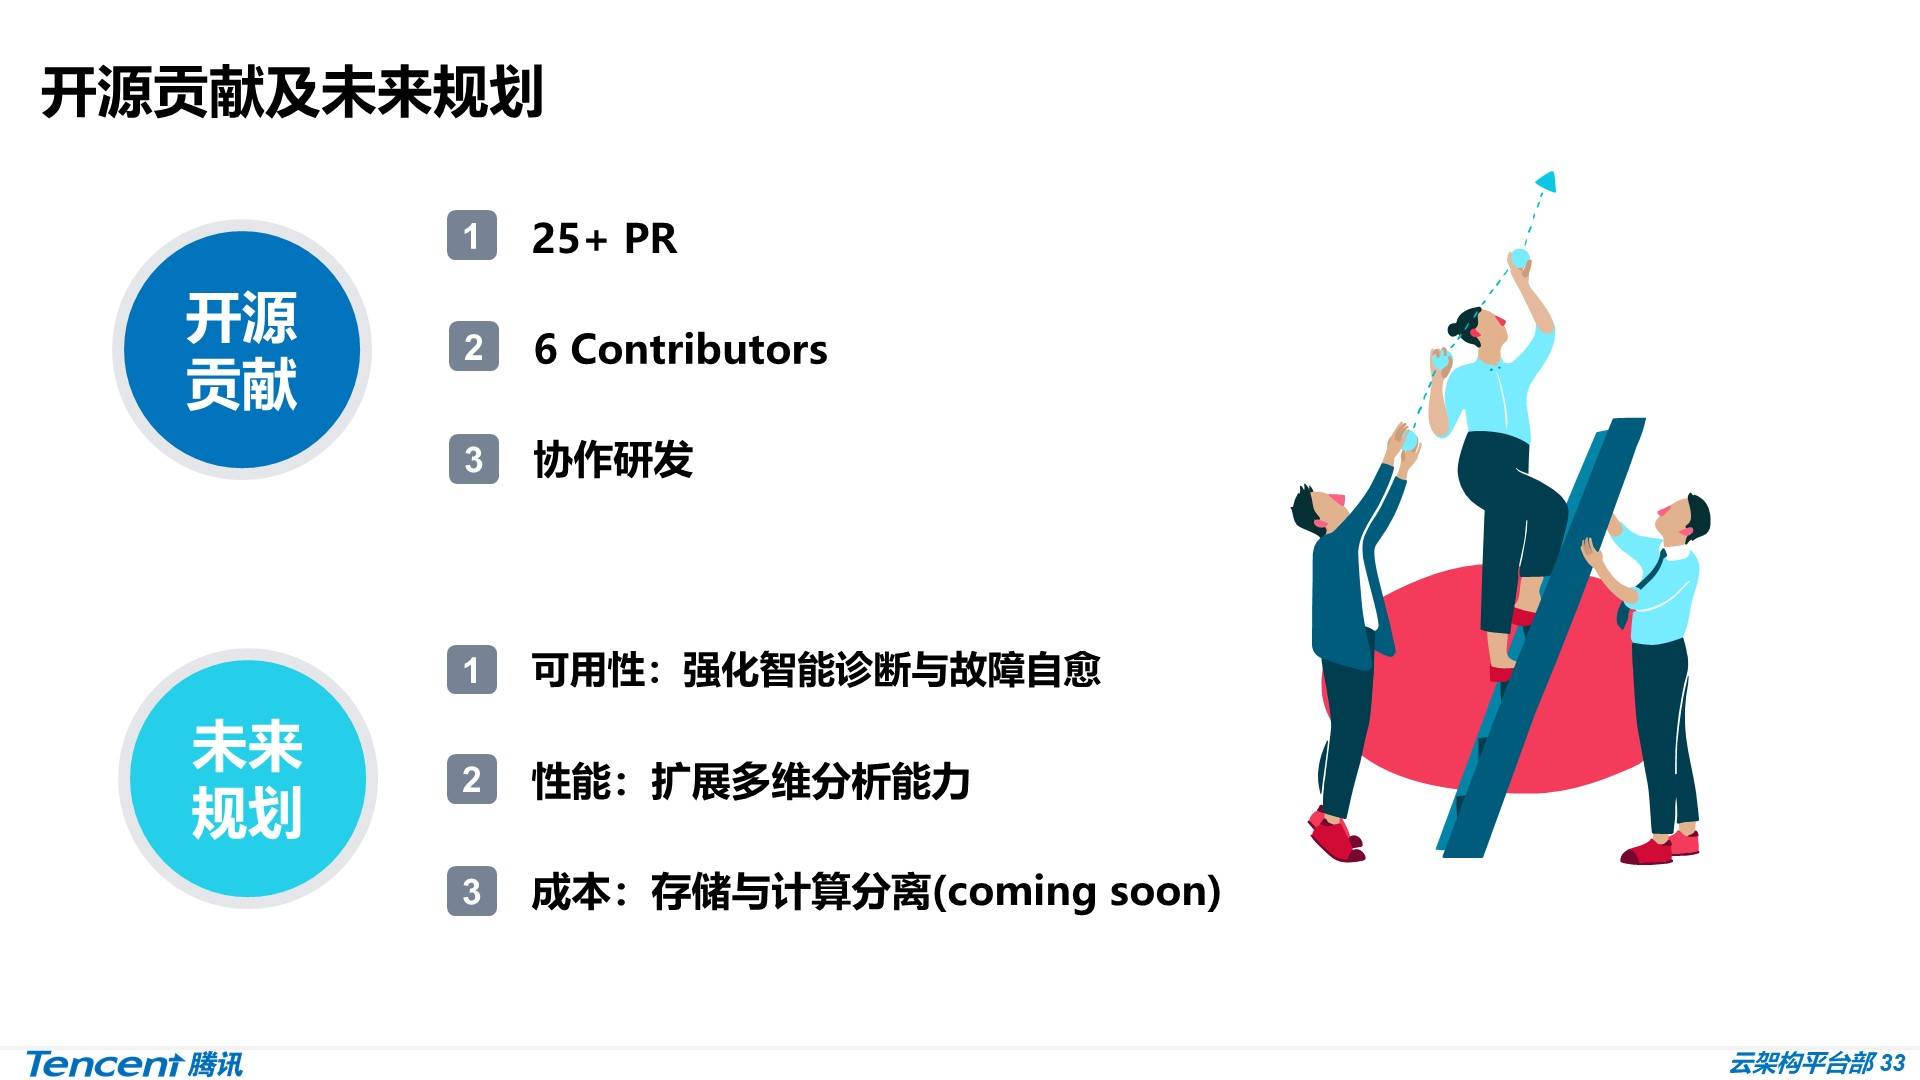 开源贡献及未来规划
开源
贡献
1 25+ PR
2 6 Contributors
3 协作研发
未来
规划
1 可用性：强化智能诊断与故障自愈
2 性能：扩展多维分析能力
3 成本：存储与计算分离(coming soon)
Tencent 腾讯
云架构平台部 33